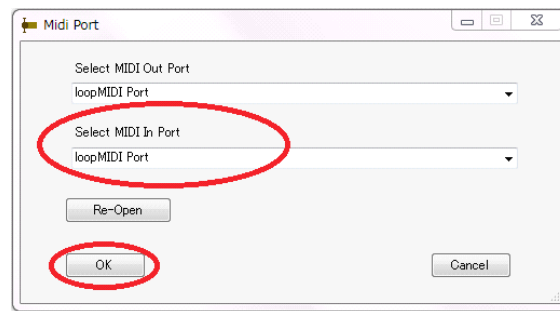 Midi Port
Select MIDI Out Port
loopMIDI Port
Select MIDI In Port
loopMIDI Port
Re-Open
OK
Cancel